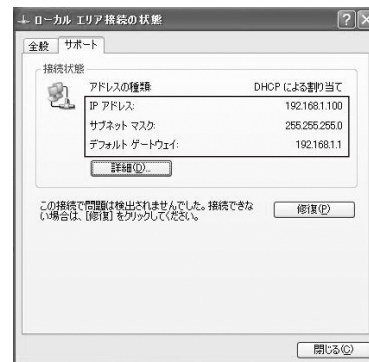 ローカル エリア接続の状態
全般 サポート
接続状態
アドレスの種類: DHCP による割り当て
IP アドレス: 192.168.1.100
サブネット マスク: 255.255.255.0
デフォルト ゲートウェイ: 192.168.1.1
詳細(D)...
この接続で問題は検出されませんでした。接続できな
い場合は、[修復] をクリックしてください。
修復(P)
閉じる(C)